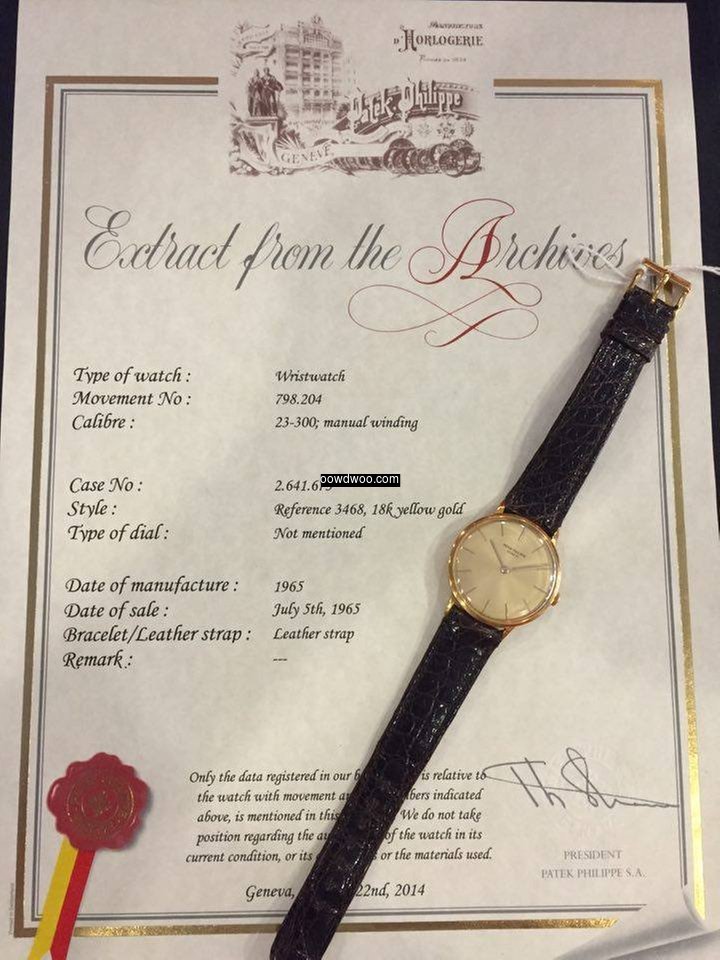 D'HORLOGERIE
Patek, Philippe
GENEVE
Extract from the Archives
Type of watch : Wristwatch
Movement No : 798.204
Calibre : 23-300; manual winding
oowdwoo.com
Case No : 2.641.6
Style : Reference 3468, 18k yellow gold
Type of dial : Not mentioned
Date of manufacture : 1965
Date of sale : July 5th, 1965
Bracelet/Leather strap : Leather strap
Remark : ---
Only the data registered in our is relative to
the watch with movement indicated
above, is mentioned in this We do not take
position regarding the of the watch in its
current condition, or its or the materials used.
Geneva, 22nd, 2014
PRESIDENT
PATEK PHILIPPE S.A.